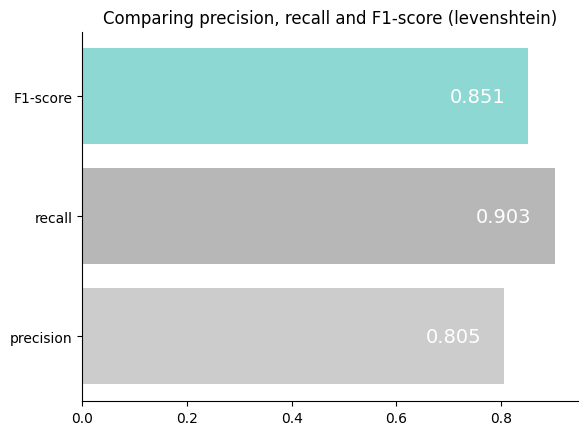 Comparing precision, recall and F1-score (levenshtein)
F1-score
0.851
recall
0.903
precision
0.805
0.0 0.2 0.4 0.6 0.8